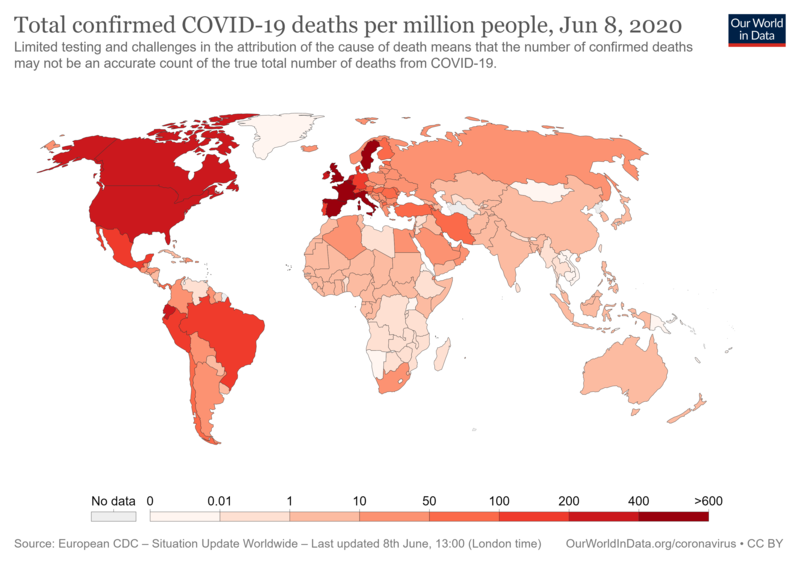 Total confirmed COVID-19 deaths per million people, Jun 8, 2020
Our World
in Data
Limited testing and challenges in the attribution of the cause of death means that the number of confirmed deaths
may not be an accurate count of the true total number of deaths from COVID-19.
No data 0 0.01 1 10 50 100 200 400 >600
Source: European CDC – Situation Update Worldwide – Last updated 8th June, 13:00 (London time) OurWorldInData.org/coronavirus • CC BY